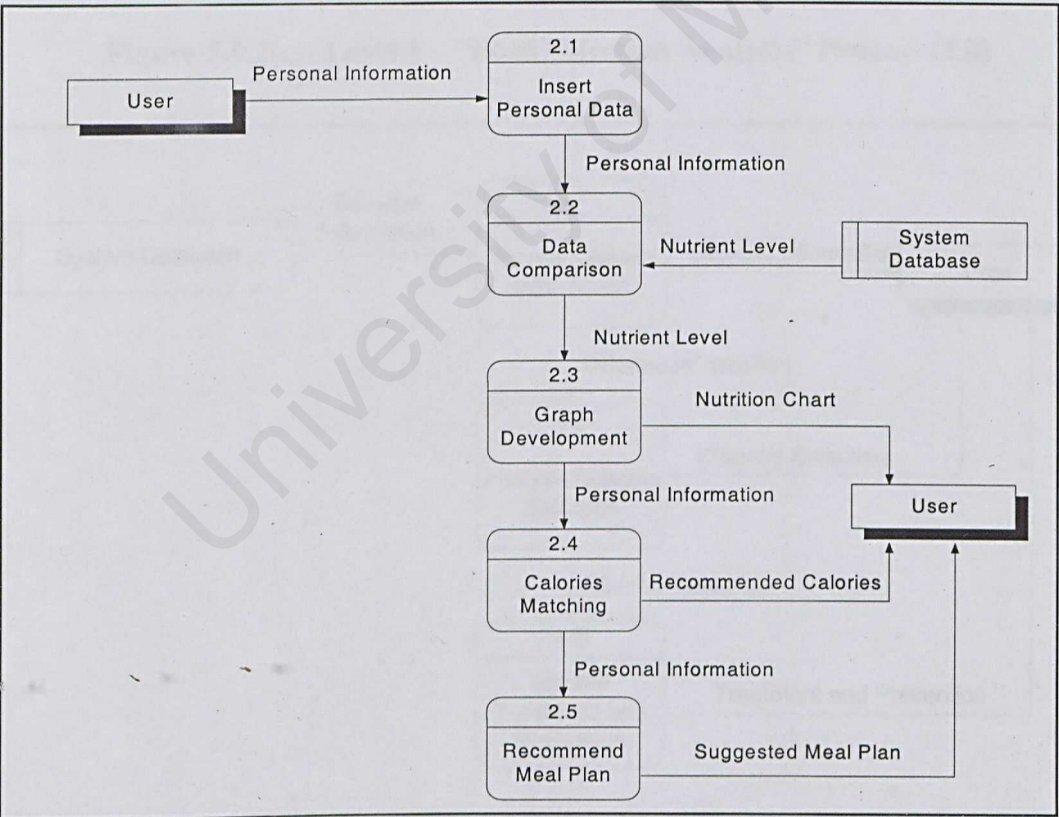 2.1
Insert
Personal Data
User
Personal Information
Personal Information
2.2
Data
Comparison
Nutrient Level
System
Database
Nutrient Level
2.3
Graph
Development
Nutrition Chart
Personal Information
User
2.4
Calories
Matching
Recommended Calories
Personal Information
2.5
Recommend
Meal Plan
Suggested Meal Plan
University of M